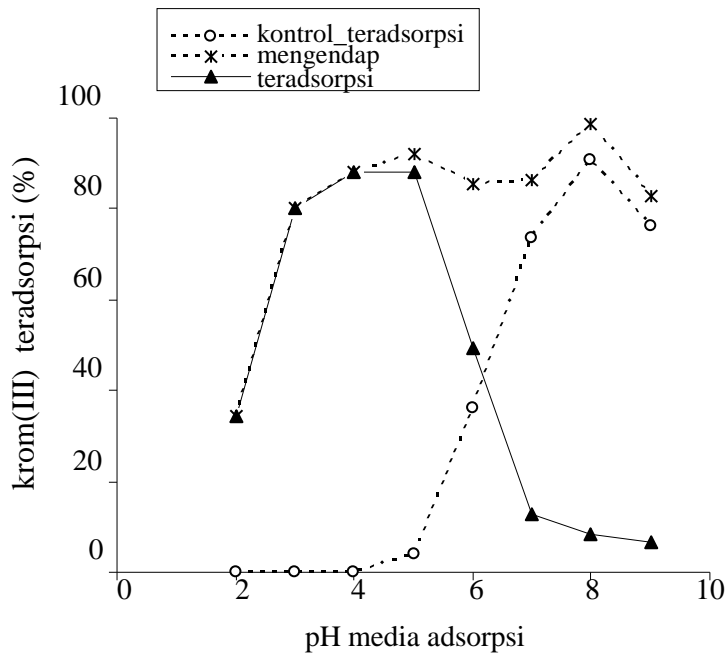 kontrol_teradsorpsi
mengendap
teradsorpsi
100
80
60
40
20
0
krom(III) teradsorpsi (%)
0 2 4 6 8 10
pH media adsorpsi